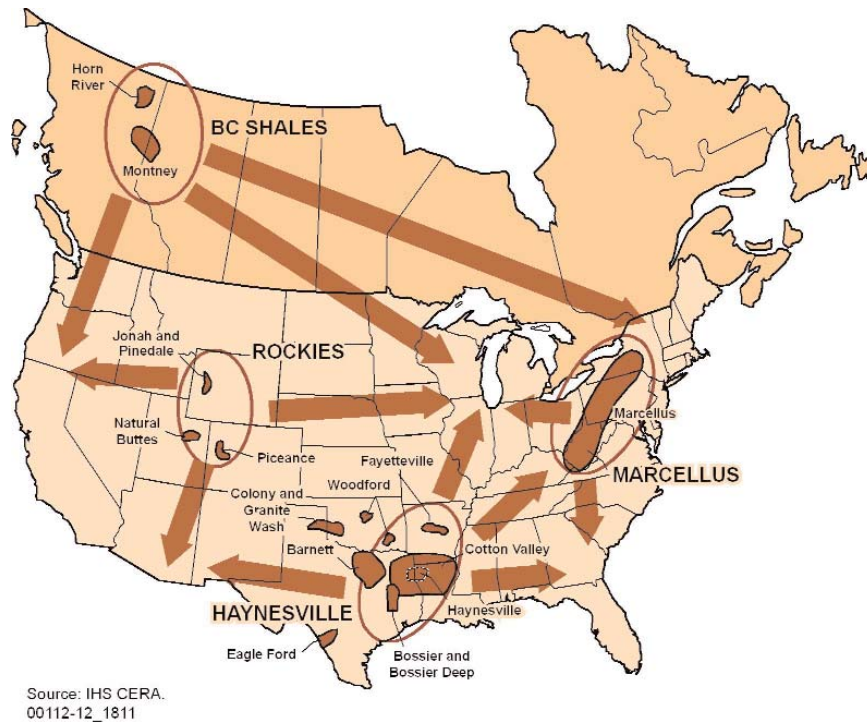 Horn
River
BC SHALES
Montney
Jonah and
Pinedale
ROCKIES
Natural
Buttes
Piceance
Marcellus
MARCELLUS
Fayetteville
Woodford
Colony and
Granite
Wash
Barnett
Cotton Valley
HAYNESVILLE
Haynesville
Eagle Ford
Bossier and
Bossier Deep
Source: IHS CERA.
00112-12_1811